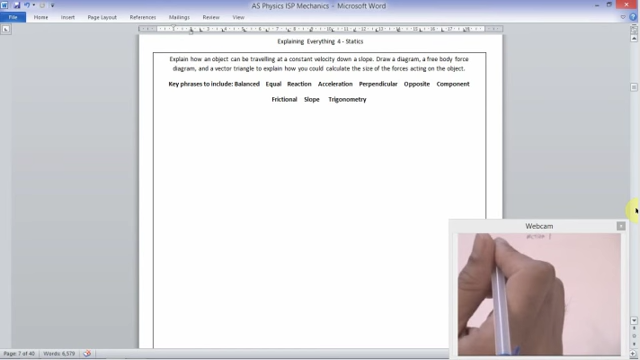 AS Physics ISP Mechanics - Microsoft Word
File Home Insert Page Layout References Mailings Review View
Explaining Everything 4 - Statics
Explain how an object can be travelling at a constant velocity down a slope. Draw a diagram, a free body force
diagram, and a vector triangle to explain how you could calculate the size of the forces acting on the object.
Key phrases to include: Balanced Equal Reaction Acceleration Perpendicular Opposite Component
Frictional Slope Trigonometry
Webcam
Page: 7 of 40 Words: 6,579